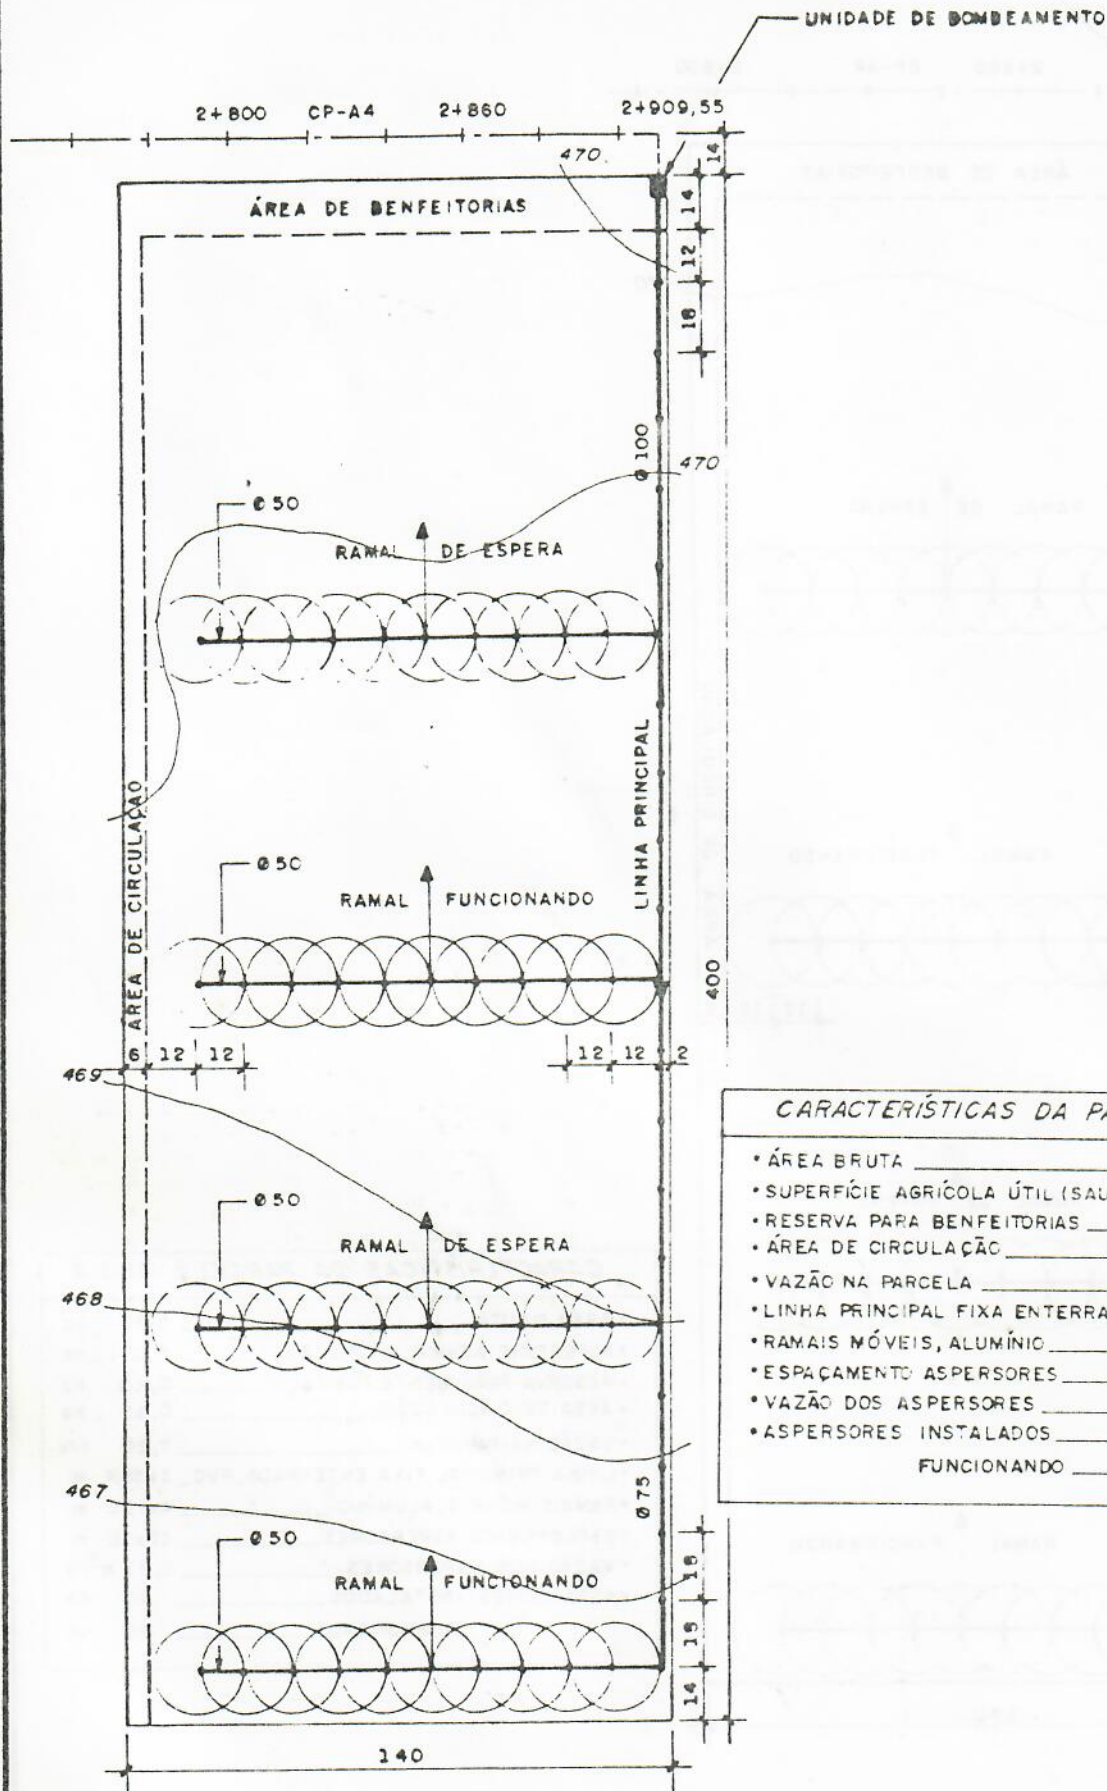 UNIDADE DE BOMBEAMENTO
2+800 CP-A4 2+860 2+909,55
14
470
ÁREA DE BENFEITORIAS
14
12
18
Ø 100
470
Ø 50
RAMAL DE ESPERA
LINHA PRINCIPAL
ÁREA DE CIRCULAÇÃO
Ø 50
RAMAL FUNCIONANDO
400
6 12 12 12 12 2
469
Ø 50
RAMAL DE ESPERA
468
467
Ø 75
Ø 50
RAMAL FUNCIONANDO
18
18
14
140
CARACTERÍSTICAS DA PA
• ÁREA BRUTA
• SUPERFÍCIE AGRÍCOLA ÚTIL (SAU
• RESERVA PARA BENFEITORIAS
• ÁREA DE CIRCULAÇÃO
• VAZÃO NA PARCELA
• LINHA PRINCIPAL FIXA ENTERRA
• RAMAIS MÓVEIS, ALUMÍNIO
• ESPAÇAMENTO ASPERSORES
• VAZÃO DOS ASPERSORES
• ASPERSORES INSTALADOS
FUNCIONANDO